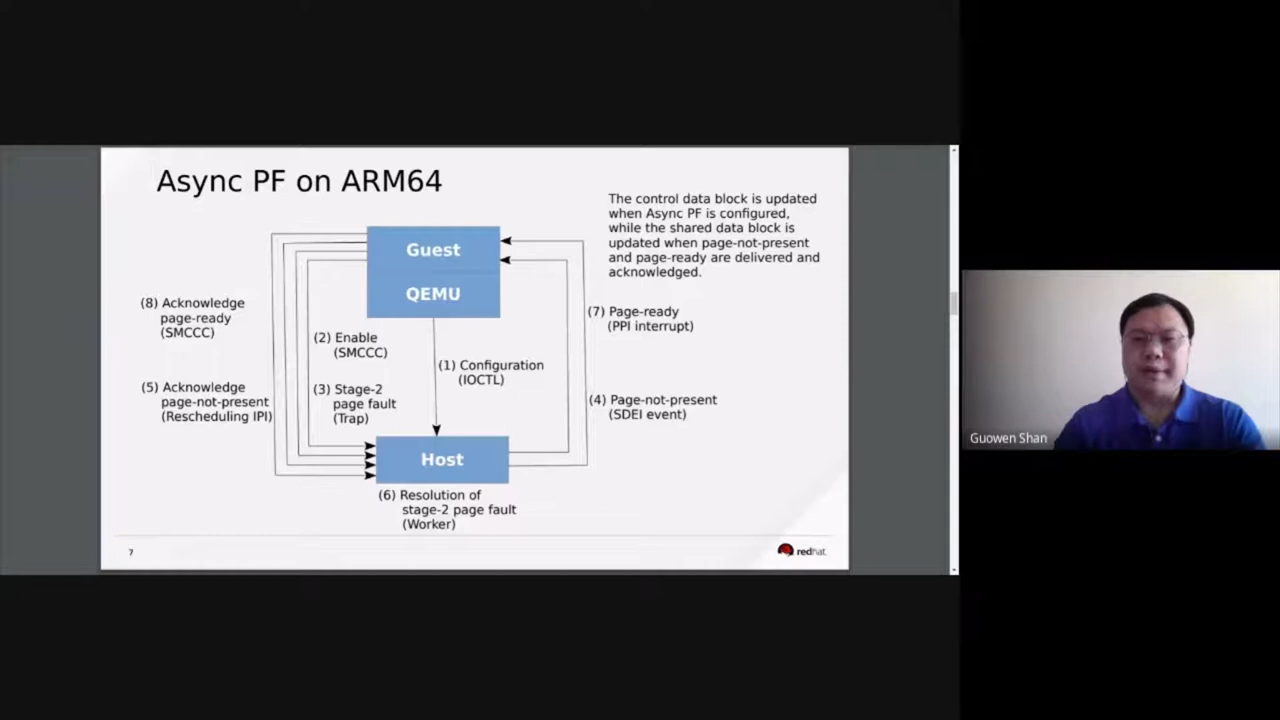 Async PF on ARM64
The control data block is updated
when Async PF is configured,
while the shared data block is
updated when page-not-present
and page-ready are delivered and
acknowledged.
Guest
QEMU
(8) Acknowledge
page-ready
(SMCCC)
(2) Enable
(SMCCC)
(1) Configuration
(IOCTL)
(7) Page-ready
(PPI interrupt)
(5) Acknowledge
page-not-present
(Rescheduling IPI)
(3) Stage-2
page fault
(Trap)
(4) Page-not-present
(SDEI event)
Host
(6) Resolution of
stage-2 page fault
(Worker)
7
redhat.
Guowen Shan